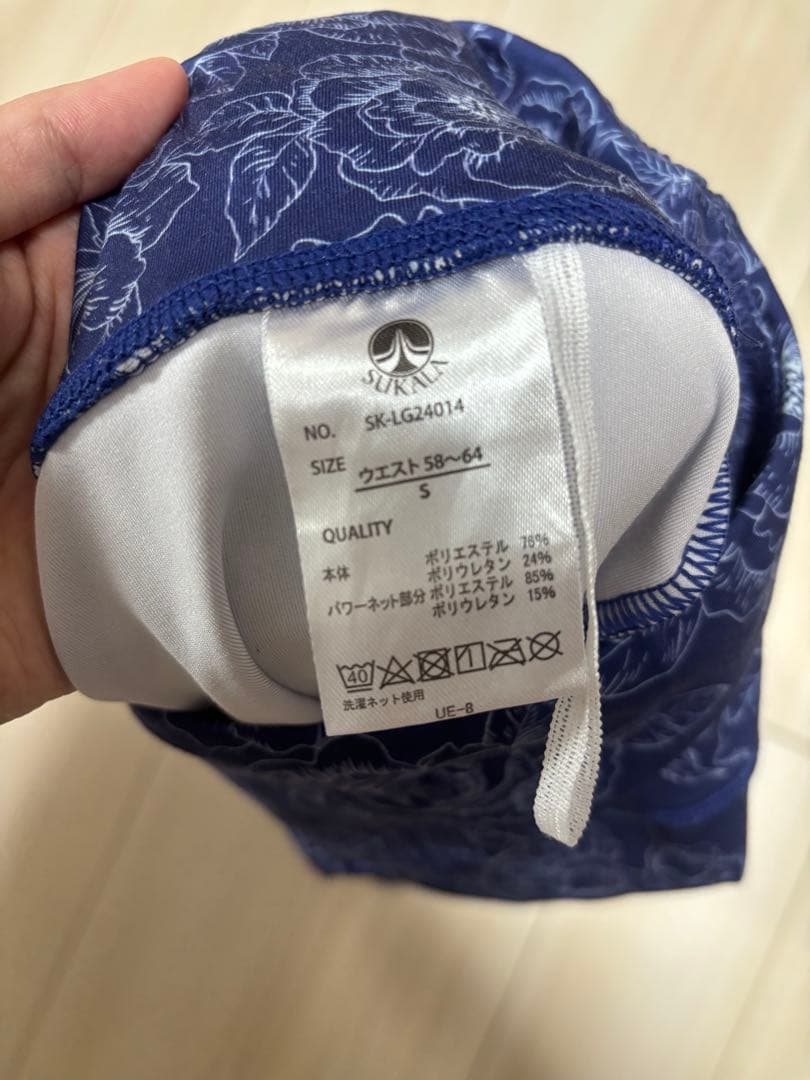 SUKALA
NO. SK-LG24014
SIZE ウエスト 58～64
S
QUALITY
本体 ポリエステル 76%
ポリウレタン 24%
パワーネット部分 ポリエステル 85%
ポリウレタン 15%
40
洗濯ネット使用
UE-8